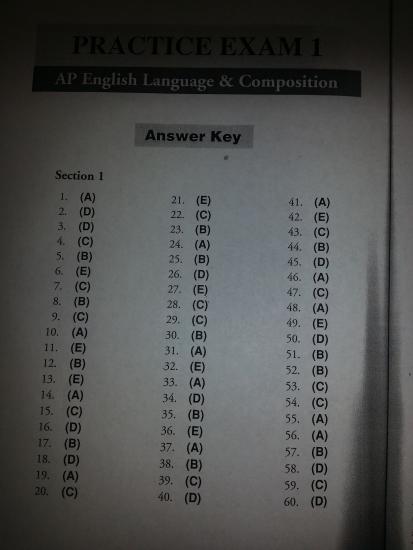 PRACTICE EXAM 1
AP English Language & Composition
Answer Key
Section 1
1. (A)
2. (D)
3. (D)
4. (C)
5. (B)
6. (E)
7. (C)
8. (B)
9. (C)
10. (A)
11. (E)
12. (B)
13. (E)
14. (A)
15. (C)
16. (D)
17. (B)
18. (D)
19. (A)
20. (C)
21. (E)
22. (C)
23. (B)
24. (A)
25. (B)
26. (D)
27. (E)
28. (C)
29. (C)
30. (B)
31. (A)
32. (E)
33. (A)
34. (D)
35. (B)
36. (E)
37. (A)
38. (B)
39. (C)
40. (D)
41. (A)
42. (E)
43. (C)
44. (B)
45. (D)
46. (A)
47. (C)
48. (A)
49. (E)
50. (D)
51. (B)
52. (B)
53. (C)
54. (C)
55. (A)
56. (A)
57. (B)
58. (D)
59. (C)
60. (D)